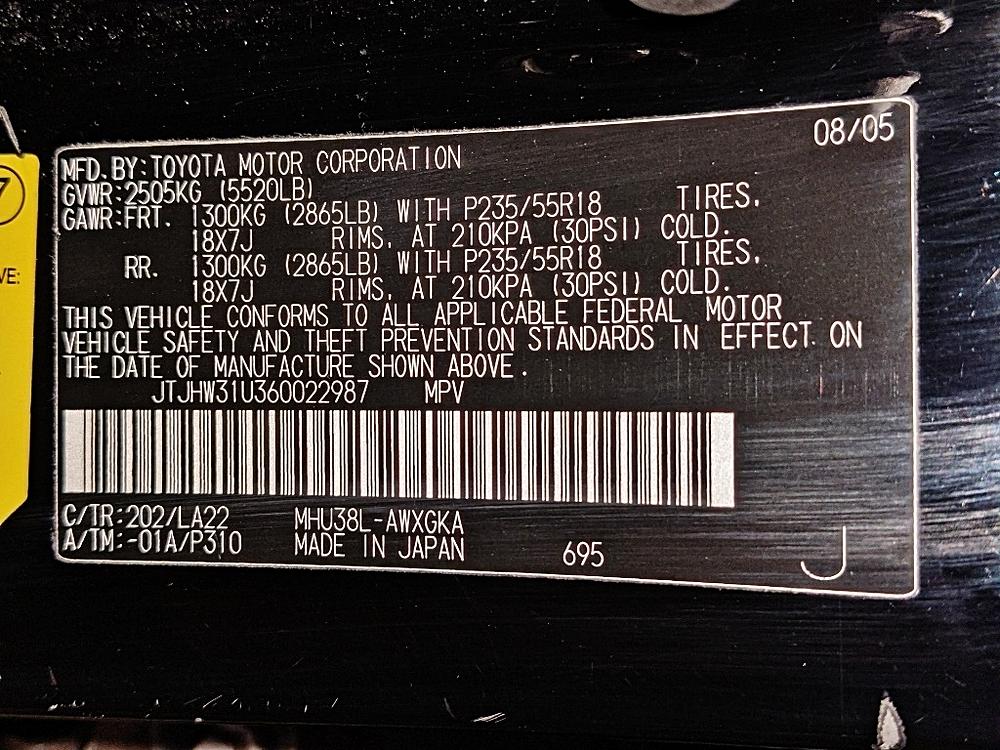 08/05
MFD. BY: TOYOTA MOTOR CORPORATION
GVWR: 2505KG (5520LB)
GAWR: FRT. 1300KG (2865LB) WITH P235/55R18 TIRES,
18X7J RIMS, AT 210KPA (30PSI) COLD.
RR. 1300KG (2865LB) WITH P235/55R18 TIRES,
18X7J RIMS, AT 210KPA (30PSI) COLD.
THIS VEHICLE CONFORMS TO ALL APPLICABLE FEDERAL MOTOR
VEHICLE SAFETY AND THEFT PREVENTION STANDARDS IN EFFECT ON
THE DATE OF MANUFACTURE SHOWN ABOVE.
JTJHW31U360022987 MPV
C/TR: 202/LA22 MHU38L-AWXGKA
A/TM: -01A/P310 MADE IN JAPAN 695 J
7
VE: